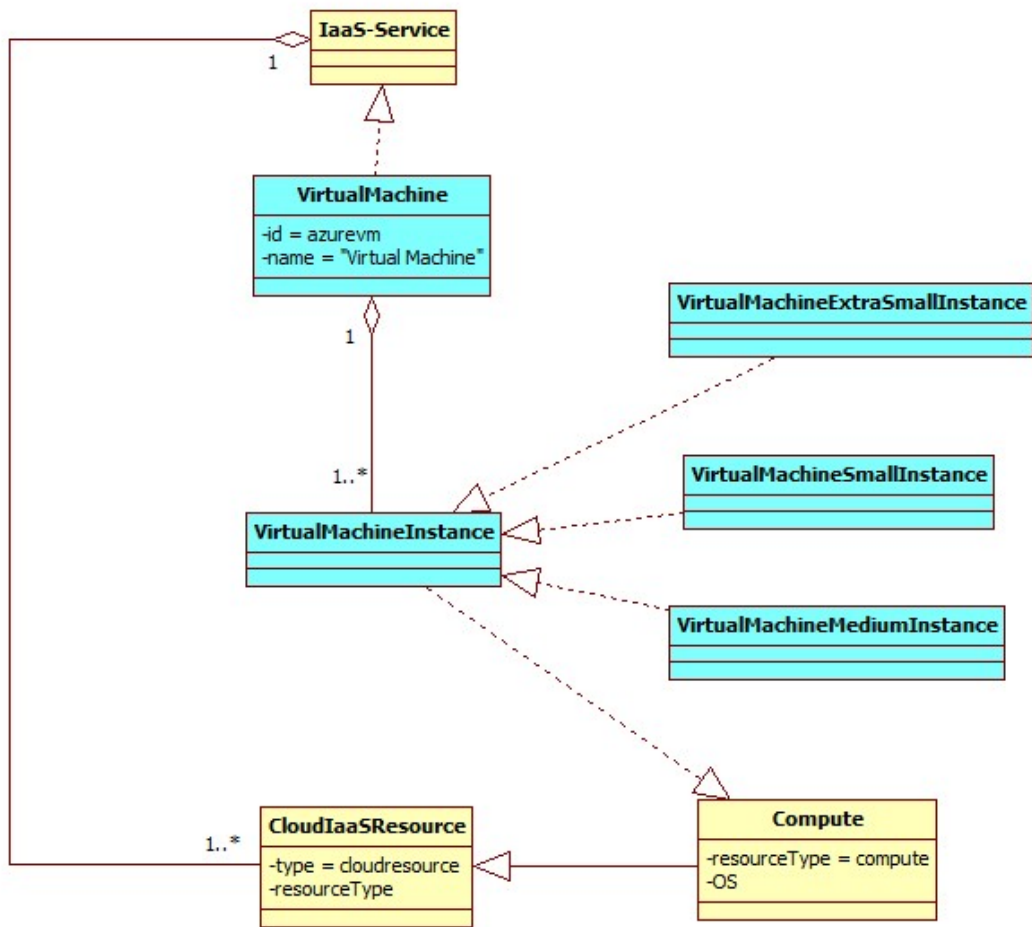 IaaS-Service
1
VirtualMachine
-id = azurevm
-name = "Virtual Machine"
1
VirtualMachineExtraSmallInstance
VirtualMachineSmallInstance
1..*
VirtualMachineInstance
VirtualMachineMediumInstance
1..*
CloudIaaSResource
-type = cloudresource
-resourceType
Compute
-resourceType = compute
-OS